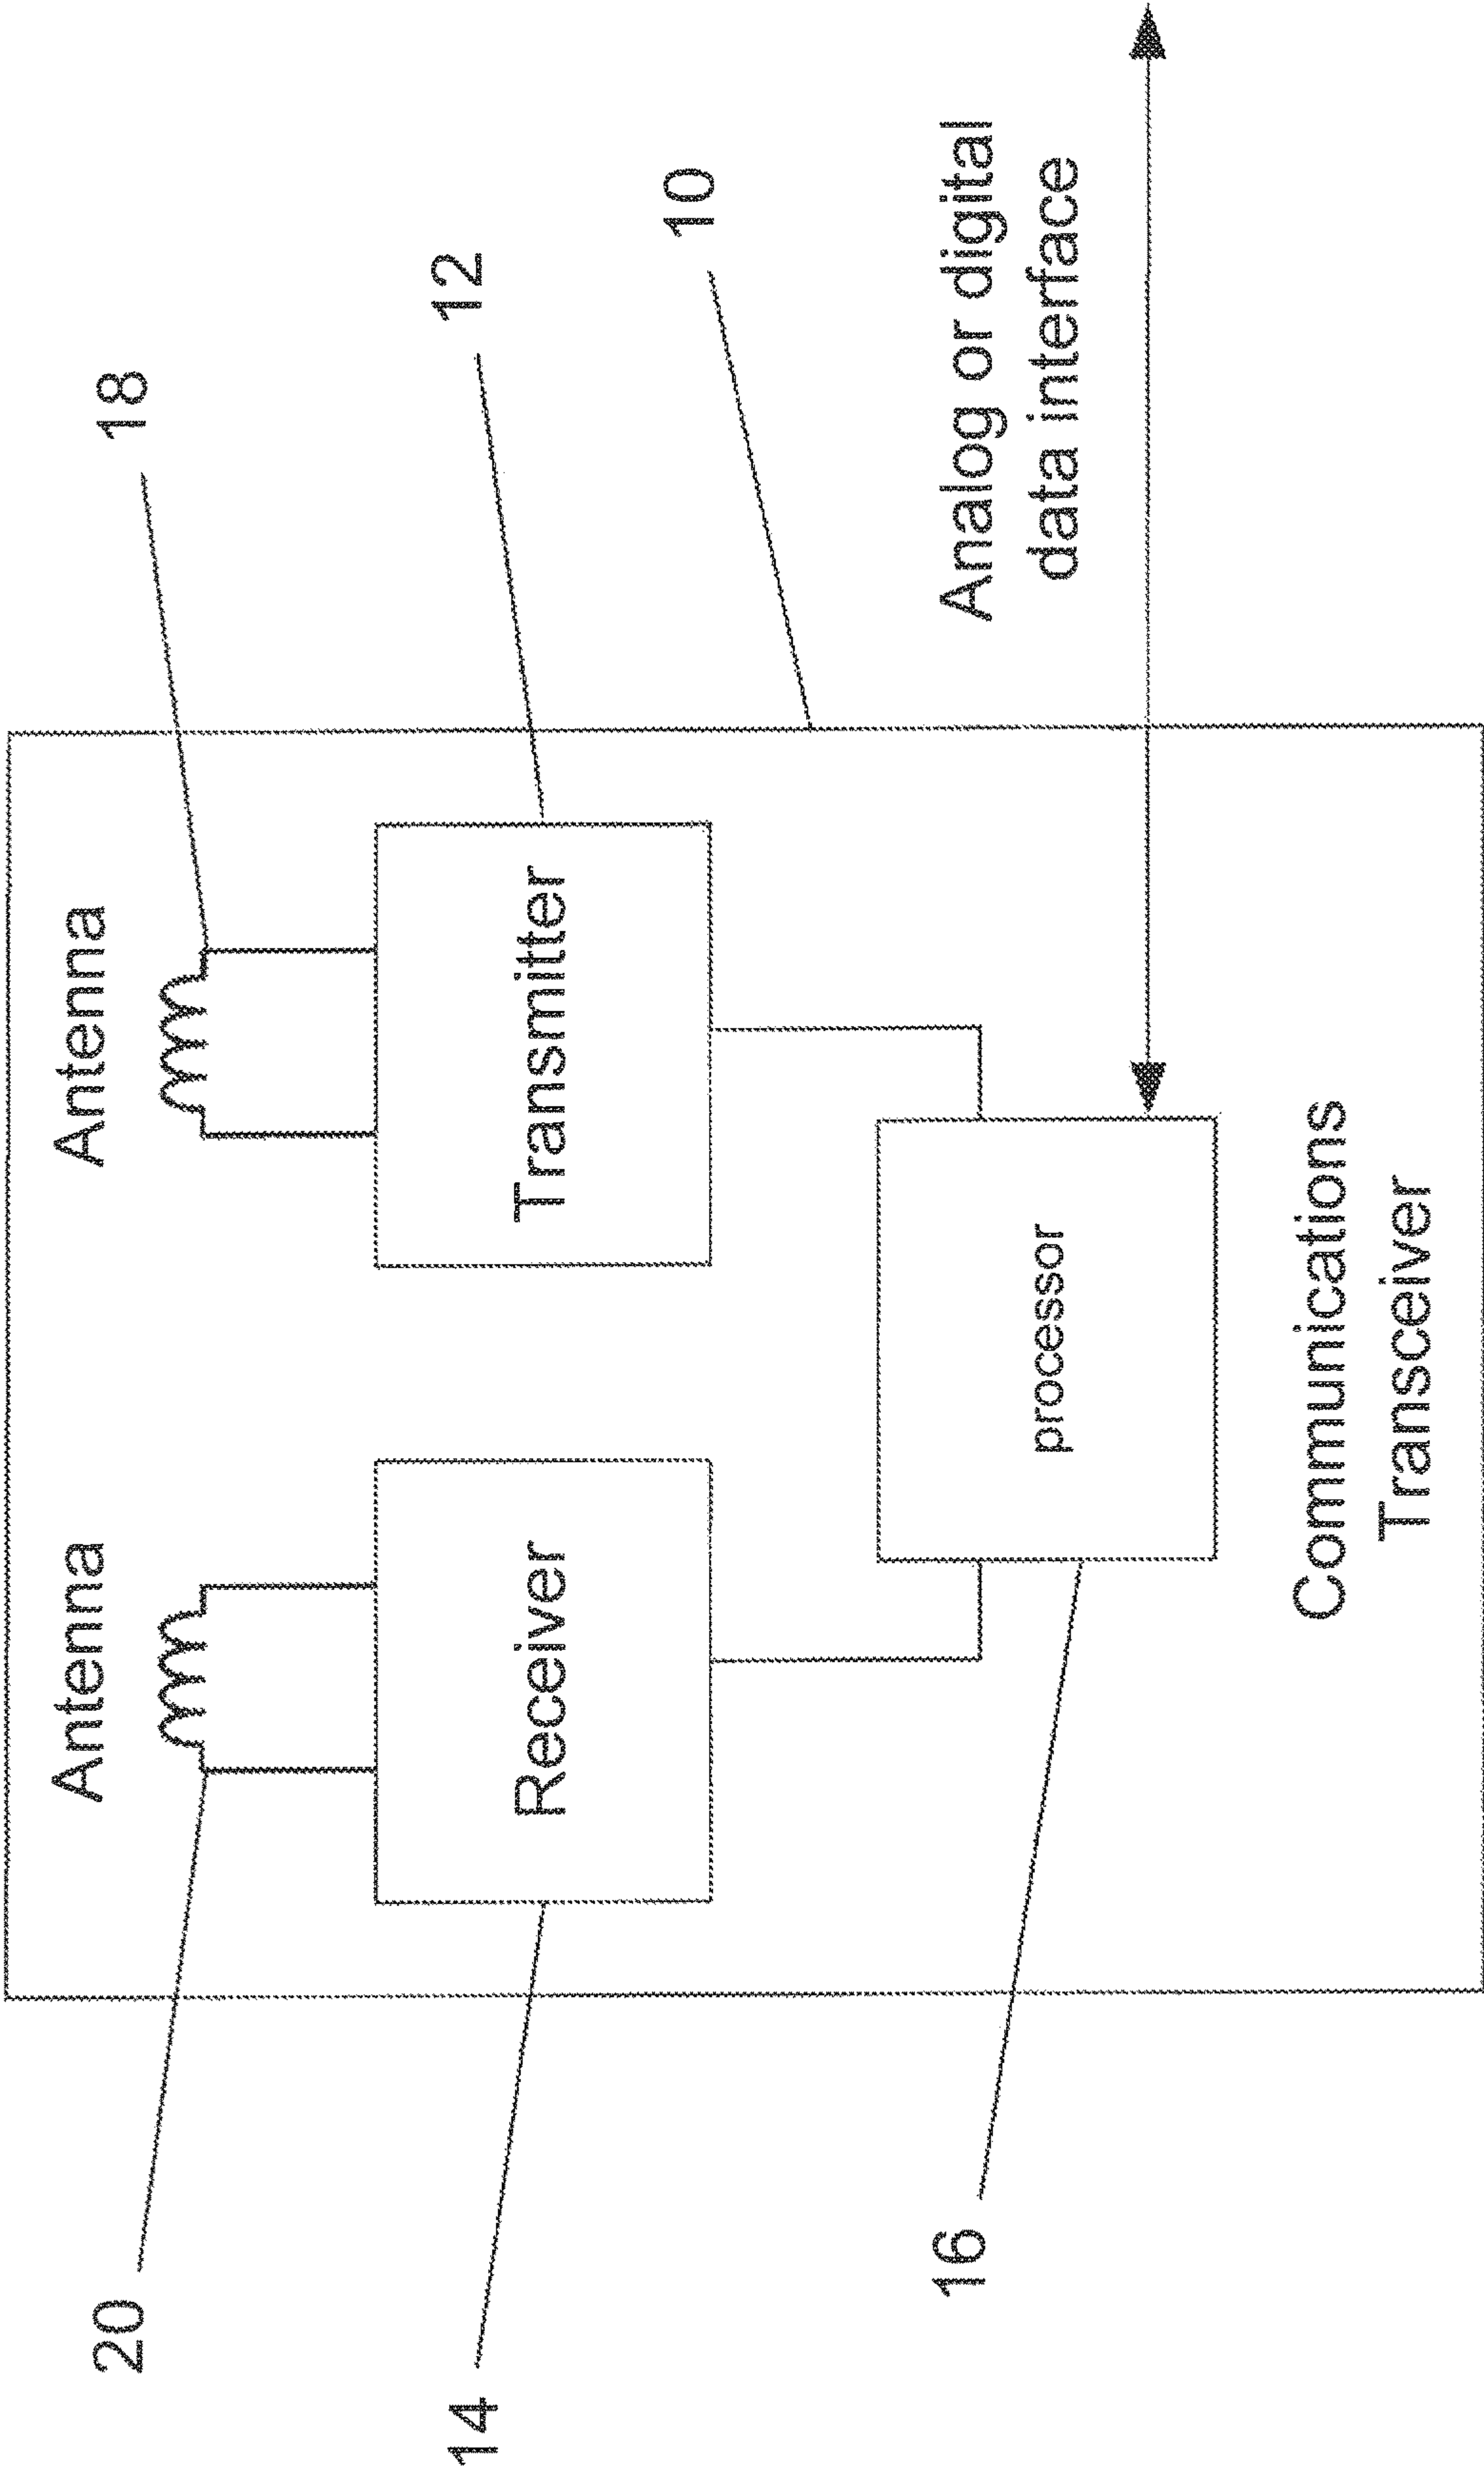 20
Antenna
Antenna
18
14
Receiver
Transmitter
12
10
16
processor
Analog or digital
data interface
Communications
Transceiver